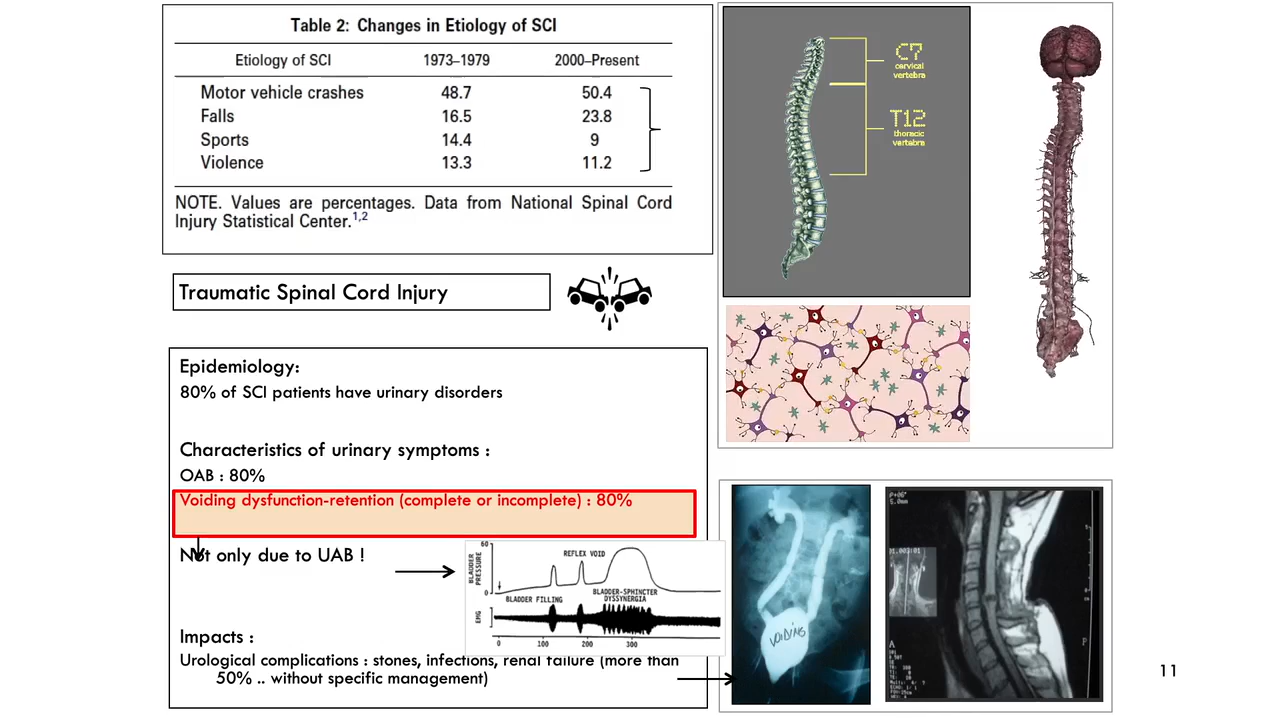 Table 2: Changes in Etiology of SCI
Etiology of SCI 1973–1979 2000–Present
Motor vehicle crashes 48.7 50.4
Falls 16.5 23.8
Sports 14.4 9
Violence 13.3 11.2
NOTE. Values are percentages. Data from National Spinal Cord
Injury Statistical Center.1,2
C7
cervical
vertebra
T12
thoracic
vertebra
Traumatic Spinal Cord Injury
Epidemiology:
80% of SCI patients have urinary disorders
Characteristics of urinary symptoms :
OAB : 80%
Voiding dysfunction-retention (complete or incomplete) : 80%
Not only due to UAB !
BLADDER
PRESSURE
60
0
REFLEX VOID
BLADDER FILLING
BLADDER-SPHINCTER
DYSSYNERGIA
EMG
0 100 200 300
Impacts :
Urological complications : stones, infections, renal failure (more than
50% .. without specific management)
VOIDING
5.0mm
A
P
11